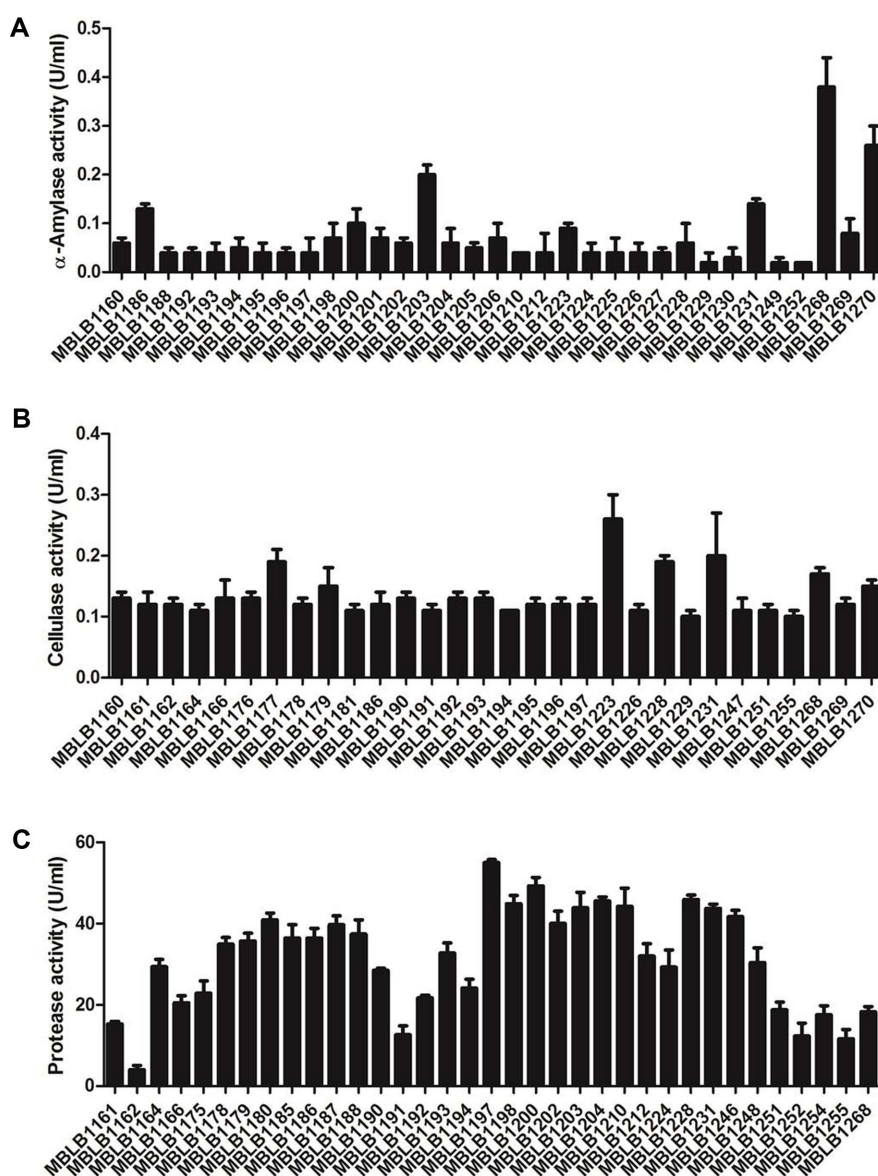 A
α-Amylase activity (U/ml)
0.5
0.4
0.3
0.2
0.1
0.0
MBLB1160
MBLB1186
MBLB1188
MBLB1192
MBLB1193
MBLB1194
MBLB1195
MBLB1196
MBLB1197
MBLB1198
MBLB1200
MBLB1201
MBLB1202
MBLB1203
MBLB1204
MBLB1205
MBLB1206
MBLB1210
MBLB1212
MBLB1223
MBLB1224
MBLB1225
MBLB1226
MBLB1227
MBLB1228
MBLB1229
MBLB1230
MBLB1231
MBLB1249
MBLB1252
MBLB1268
MBLB1269
MBLB1270
B
Cellulase activity (U/ml)
0.4
0.3
0.2
0.1
0.0
MBLB1160
MBLB1161
MBLB1162
MBLB1164
MBLB1166
MBLB1176
MBLB1177
MBLB1178
MBLB1179
MBLB1181
MBLB1186
MBLB1190
MBLB1191
MBLB1192
MBLB1193
MBLB1194
MBLB1195
MBLB1196
MBLB1197
MBLB1223
MBLB1226
MBLB1228
MBLB1229
MBLB1231
MBLB1247
MBLB1251
MBLB1255
MBLB1268
MBLB1269
MBLB1270
C
Protease activity (U/ml)
60
40
20
0
MBLB1161
MBLB1162
MBLB1164
MBLB1166
MBLB1175
MBLB1178
MBLB1179
MBLB1180
MBLB1185
MBLB1186
MBLB1187
MBLB1188
MBLB1190
MBLB1191
MBLB1192
MBLB1193
MBLB1194
MBLB1197
MBLB1198
MBLB1200
MBLB1202
MBLB1203
MBLB1204
MBLB1210
MBLB1212
MBLB1224
MBLB1228
MBLB1231
MBLB1246
MBLB1248
MBLB1251
MBLB1252
MBLB1254
MBLB1255
MBLB1268